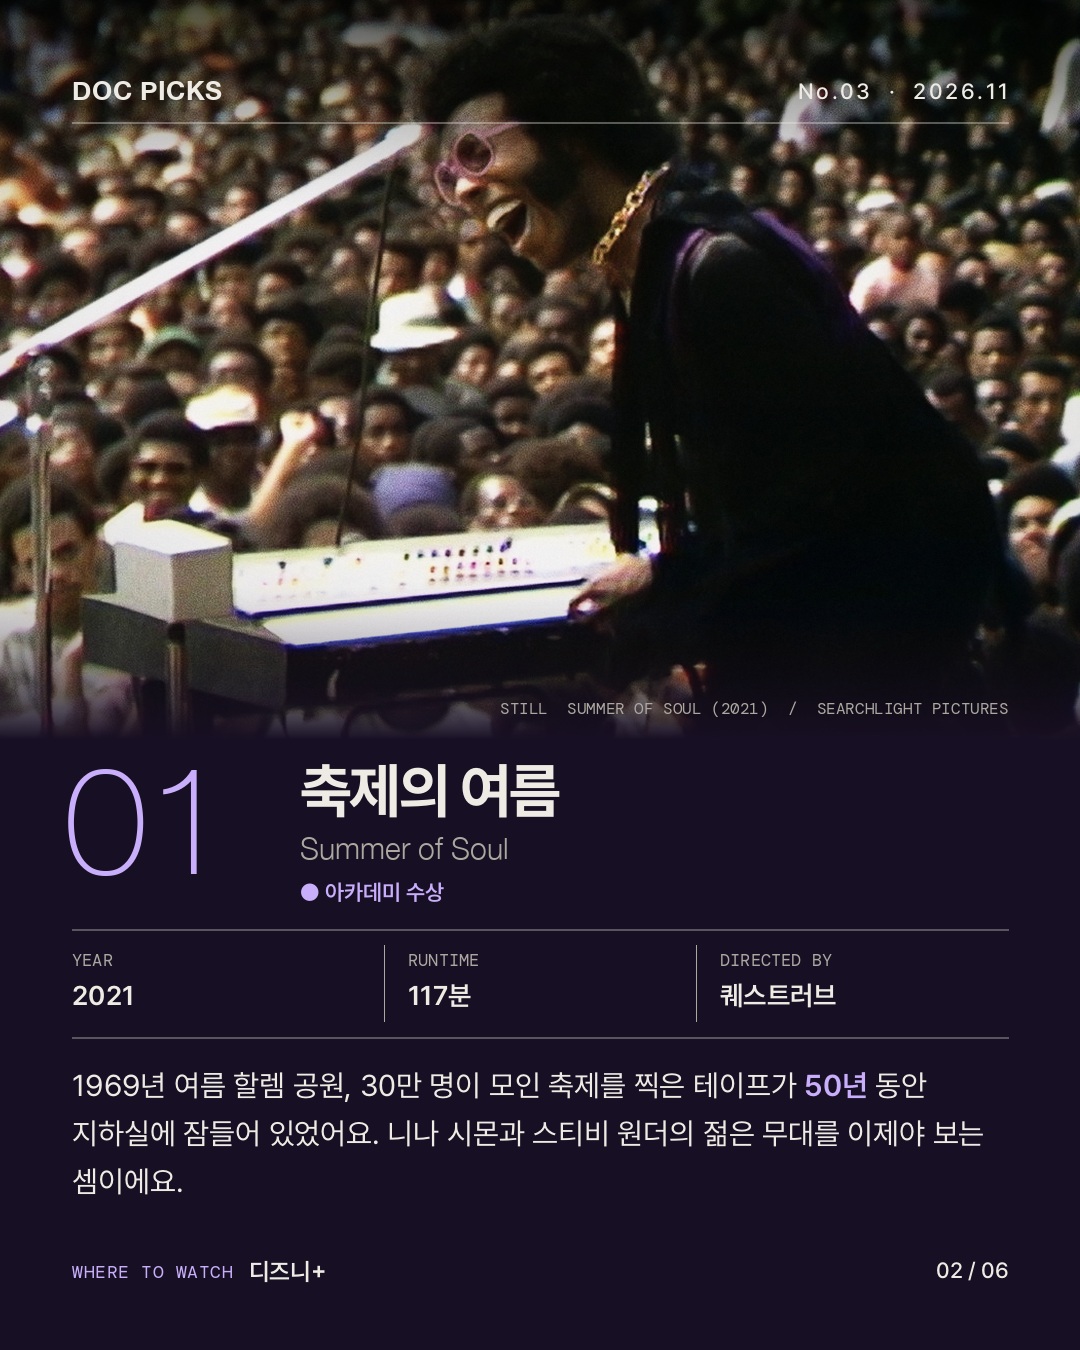 DOC PICKS
No.03 · 2026.11
STILL SUMMER OF SOUL (2021) / SEARCHLIGHT PICTURES
01
축제의 여름
Summer of Soul
● 아카데미 수상
YEAR
2021
RUNTIME
117분
DIRECTED BY
퀘스트러브
1969년 여름 할렘 공원, 30만 명이 모인 축제를 찍은 테이프가 50년 동안
지하실에 잠들어 있었어요. 니나 시몬과 스티비 원더의 젊은 무대를 이제야 보는
셈이에요.
WHERE TO WATCH 디즈니+
02 / 06